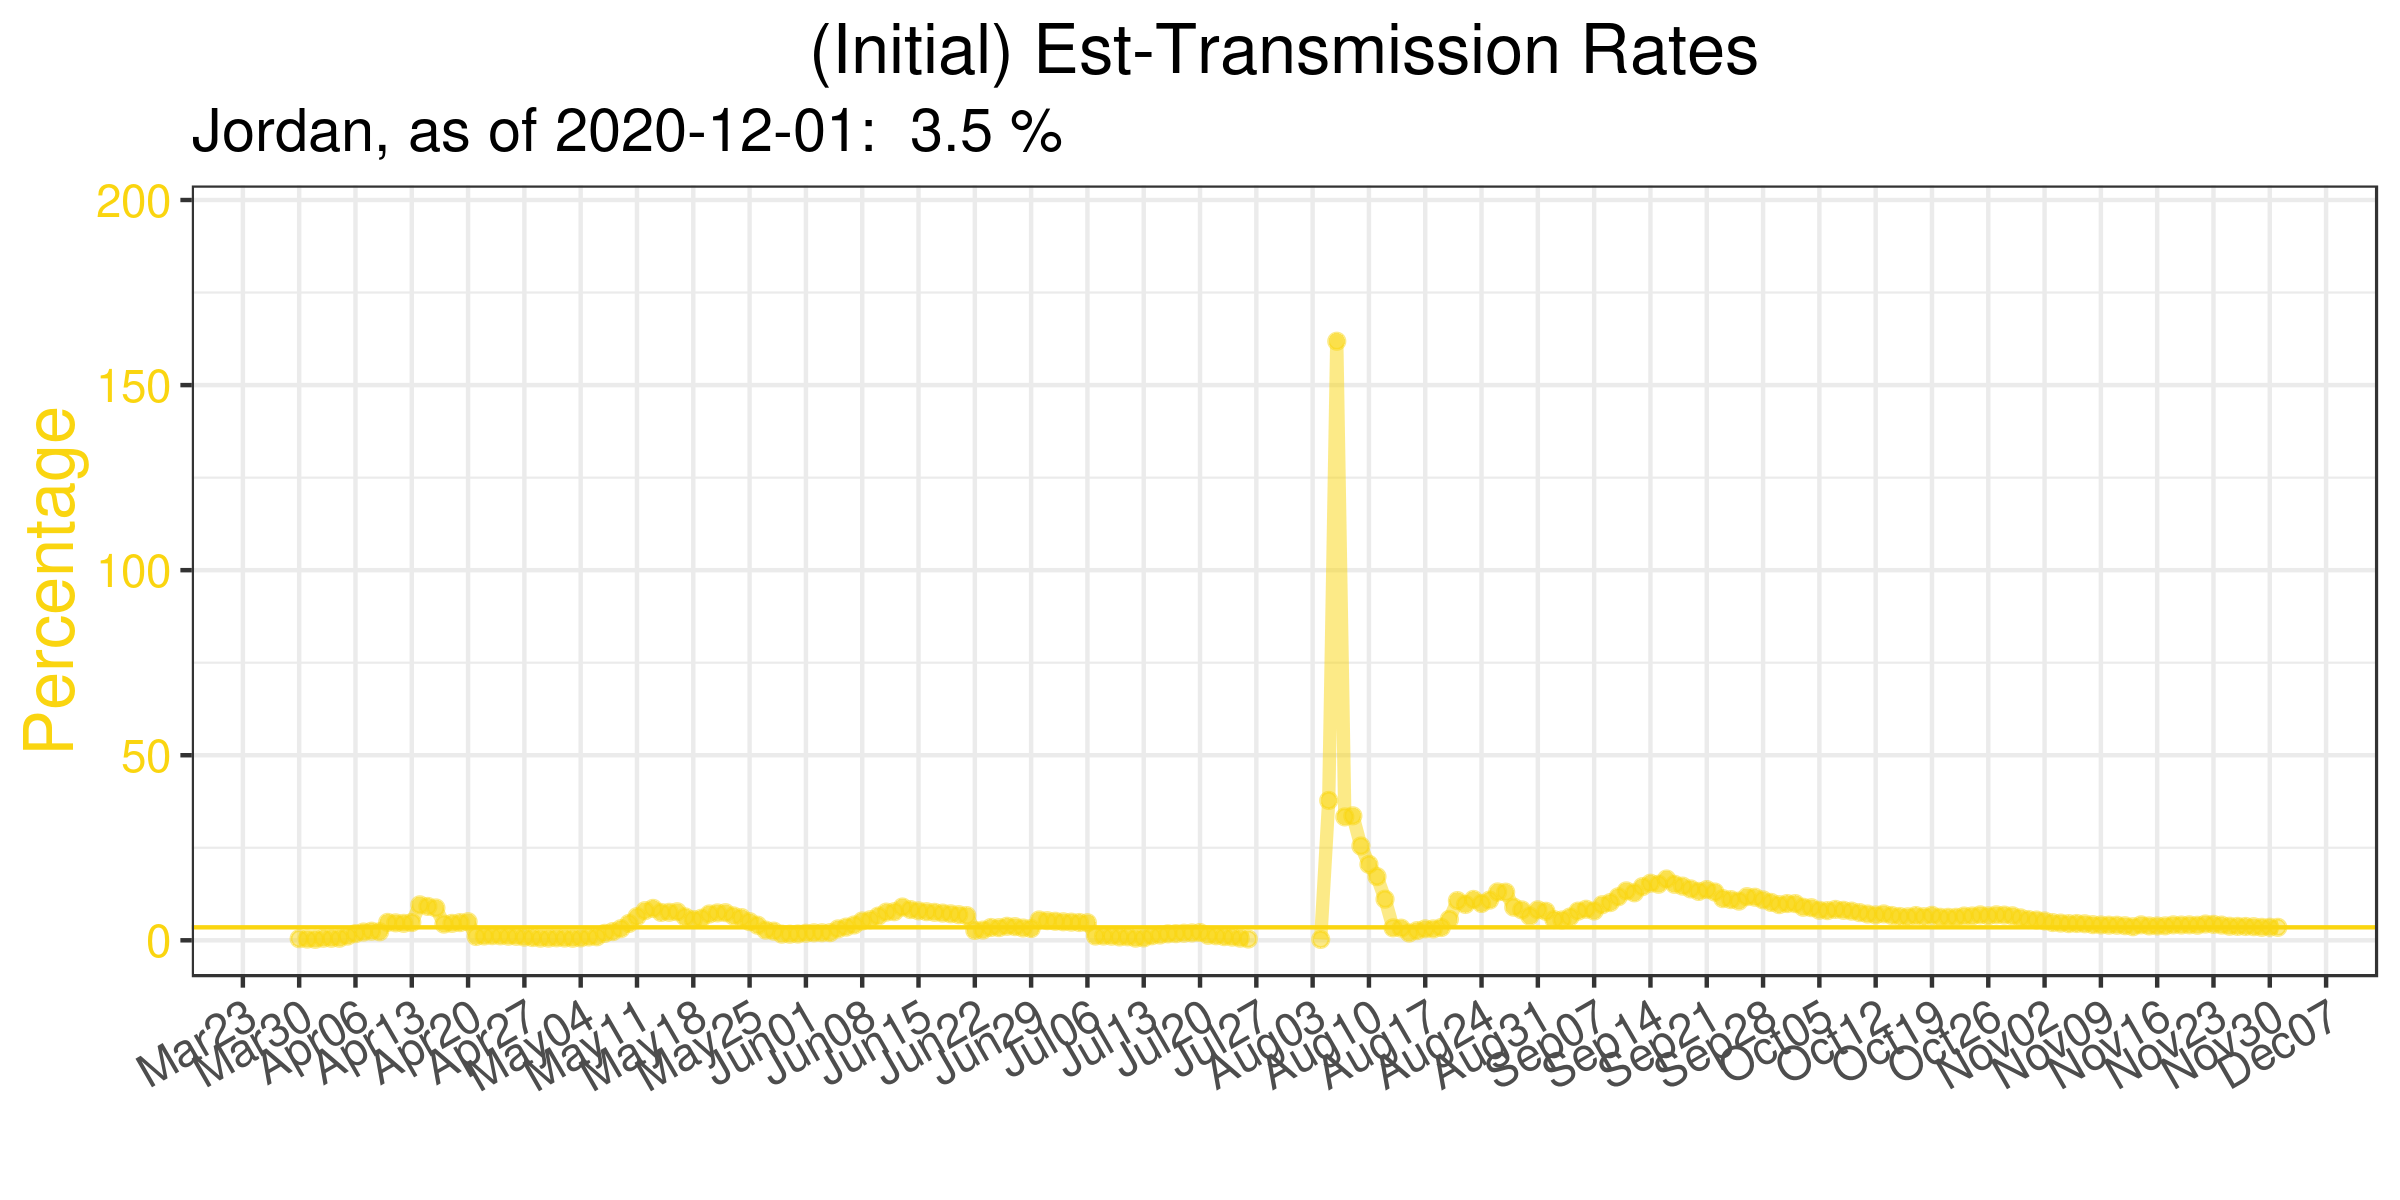 (Initial) Est-Transmission Rates
Jordan, as of 2020-12-01:  3.5 %
Percentage
200
150
100
50
0
Mar23 Mar30 Apr06 Apr13 Apr20 Apr27 May04 May11 May18 May25 Jun01 Jun08 Jun15 Jun22 Jun29 Jul06 Jul13 Jul20 Jul27 Aug03 Aug10 Aug17 Aug24 Aug31 Sep07 Sep14 Sep21 Sep28 Oct05 Oct12 Oct19 Oct26 Nov02 Nov09 Nov16 Nov23 Nov30 Dec07